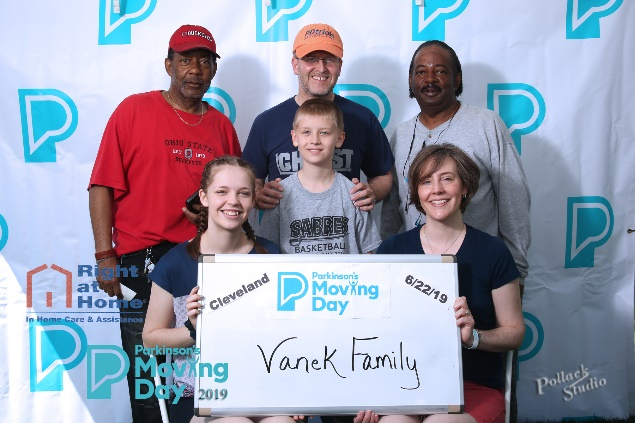 Patriots
OHIO STATE
SABRES
BASKETBALL
Cleveland
Parkinson's
Moving
Day
6/22/19
Vanek Family
Right
at
Home
In Home Care & Assistance
Parkinson's
Moving
Day 2019
Pollack Studio